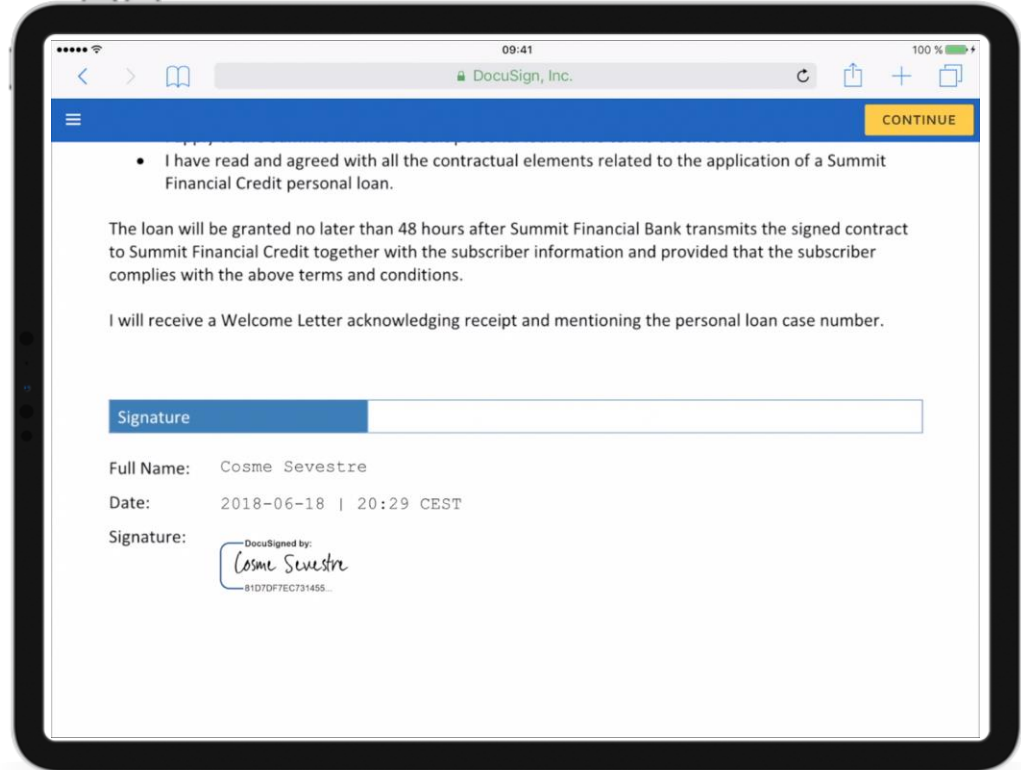 09:41
100 %
DocuSign, Inc.
CONTINUE
• I have read and agreed with all the contractual elements related to the application of a Summit
Financial Credit personal loan.
The loan will be granted no later than 48 hours after Summit Financial Bank transmits the signed contract
to Summit Financial Credit together with the subscriber information and provided that the subscriber
complies with the above terms and conditions.
I will receive a Welcome Letter acknowledging receipt and mentioning the personal loan case number.
Signature
Full Name: Cosme Sevestre
Date: 2018-06-18 | 20:29 CEST
Signature:
DocuSigned by:
Cosme Sevestre
81D7DF7EC731455...